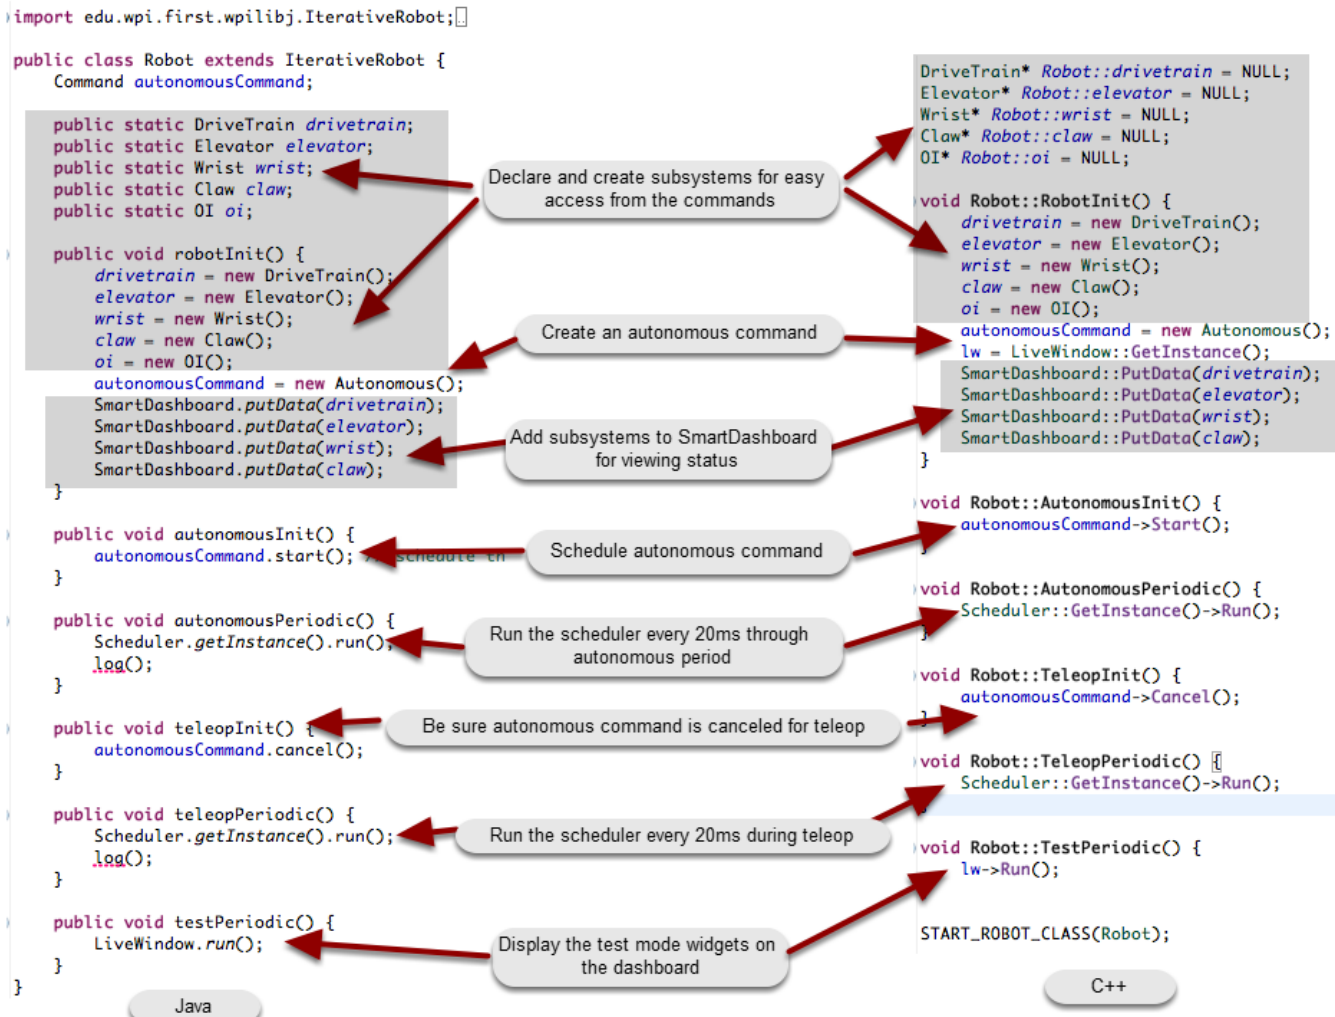 import edu.wpi.first.wpilibj.IterativeRobot;
public class Robot extends IterativeRobot {
Command autonomousCommand;
public static DriveTrain drivetrain;
public static Elevator elevator;
public static Wrist wrist;
public static Claw claw;
public static OI oi;
public void robotInit() {
drivetrain = new DriveTrain();
elevator = new Elevator();
wrist = new Wrist();
claw = new Claw();
oi = new OI();
autonomousCommand = new Autonomous();
SmartDashboard.putData(drivetrain);
SmartDashboard.putData(elevator);
SmartDashboard.putData(wrist);
SmartDashboard.putData(claw);
}
public void autonomousInit() {
autonomousCommand.start(); // schedule th
}
public void autonomousPeriodic() {
Scheduler.getInstance().run();
log();
}
public void teleopInit() {
autonomousCommand.cancel();
}
public void teleopPeriodic() {
Scheduler.getInstance().run();
log();
}
public void testPeriodic() {
LiveWindow.run();
}
}
Java
Declare and create subsystems for easy
access from the commands
Create an autonomous command
Add subsystems to SmartDashboard
for viewing status
Schedule autonomous command
Run the scheduler every 20ms through
autonomous period
Be sure autonomous command is canceled for teleop
Run the scheduler every 20ms during teleop
Display the test mode widgets on
the dashboard
DriveTrain* Robot::drivetrain = NULL;
Elevator* Robot::elevator = NULL;
Wrist* Robot::wrist = NULL;
Claw* Robot::claw = NULL;
OI* Robot::oi = NULL;
void Robot::RobotInit() {
drivetrain = new DriveTrain();
elevator = new Elevator();
wrist = new Wrist();
claw = new Claw();
oi = new OI();
autonomousCommand = new Autonomous();
lw = LiveWindow::GetInstance();
SmartDashboard::PutData(drivetrain);
SmartDashboard::PutData(elevator);
SmartDashboard::PutData(wrist);
SmartDashboard::PutData(claw);
}
void Robot::AutonomousInit() {
autonomousCommand->Start();
}
void Robot::AutonomousPeriodic() {
Scheduler::GetInstance()->Run();
}
void Robot::TeleopInit() {
autonomousCommand->Cancel();
}
void Robot::TeleopPeriodic() {
Scheduler::GetInstance()->Run();
}
void Robot::TestPeriodic() {
lw->Run();
START_ROBOT_CLASS(Robot);
C++